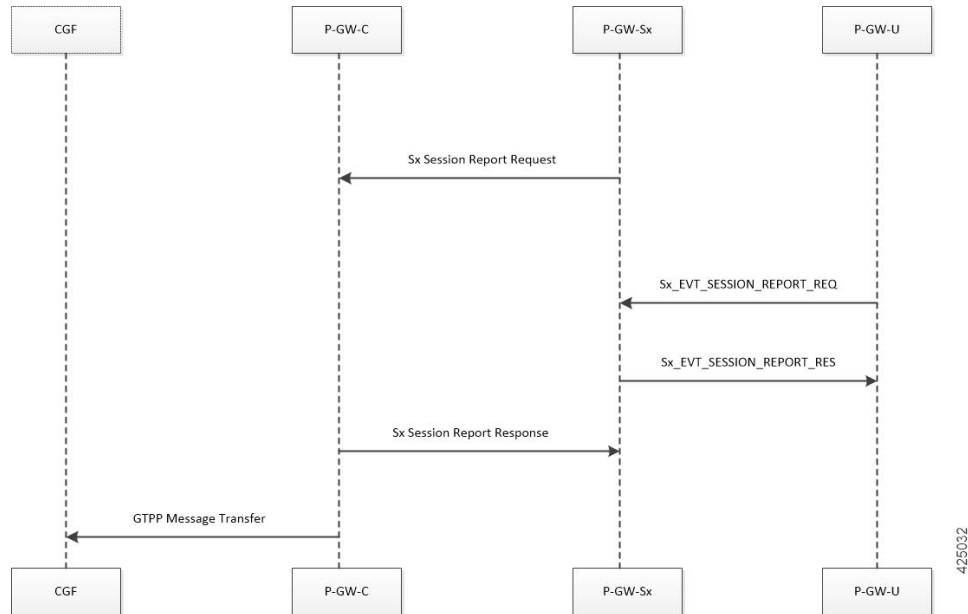 CGF
P-GW-C
P-GW-Sx
P-GW-U
Sx Session Report Request
Sx_EVT_SESSION_REPORT_REQ
Sx_EVT_SESSION_REPORT_RES
Sx Session Report Response
GTPP Message Transfer
CGF
P-GW-C
P-GW-Sx
P-GW-U
425032